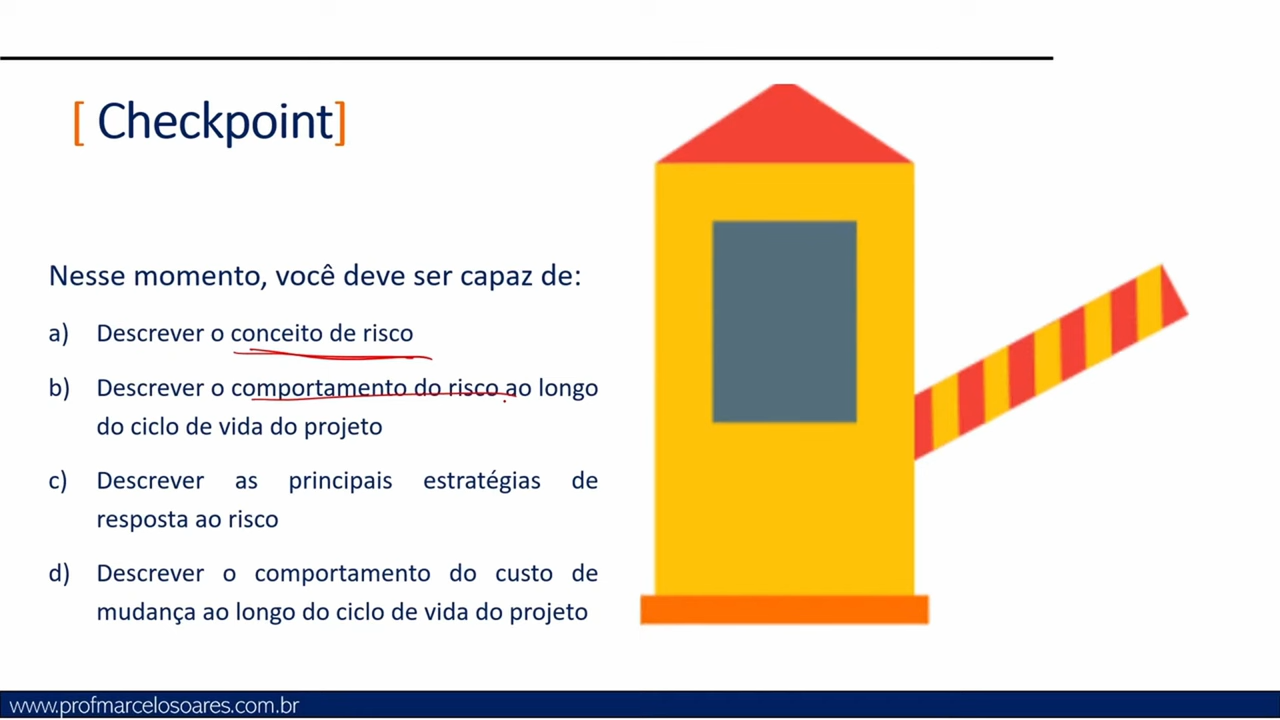 [ Checkpoint]
Nesse momento, você deve ser capaz de:
a) Descrever o conceito de risco
b) Descrever o comportamento do risco ao longo
do ciclo de vida do projeto
c) Descrever as principais estratégias de
resposta ao risco
d) Descrever o comportamento do custo de
mudança ao longo do ciclo de vida do projeto
www.profmarcelosoares.com.br